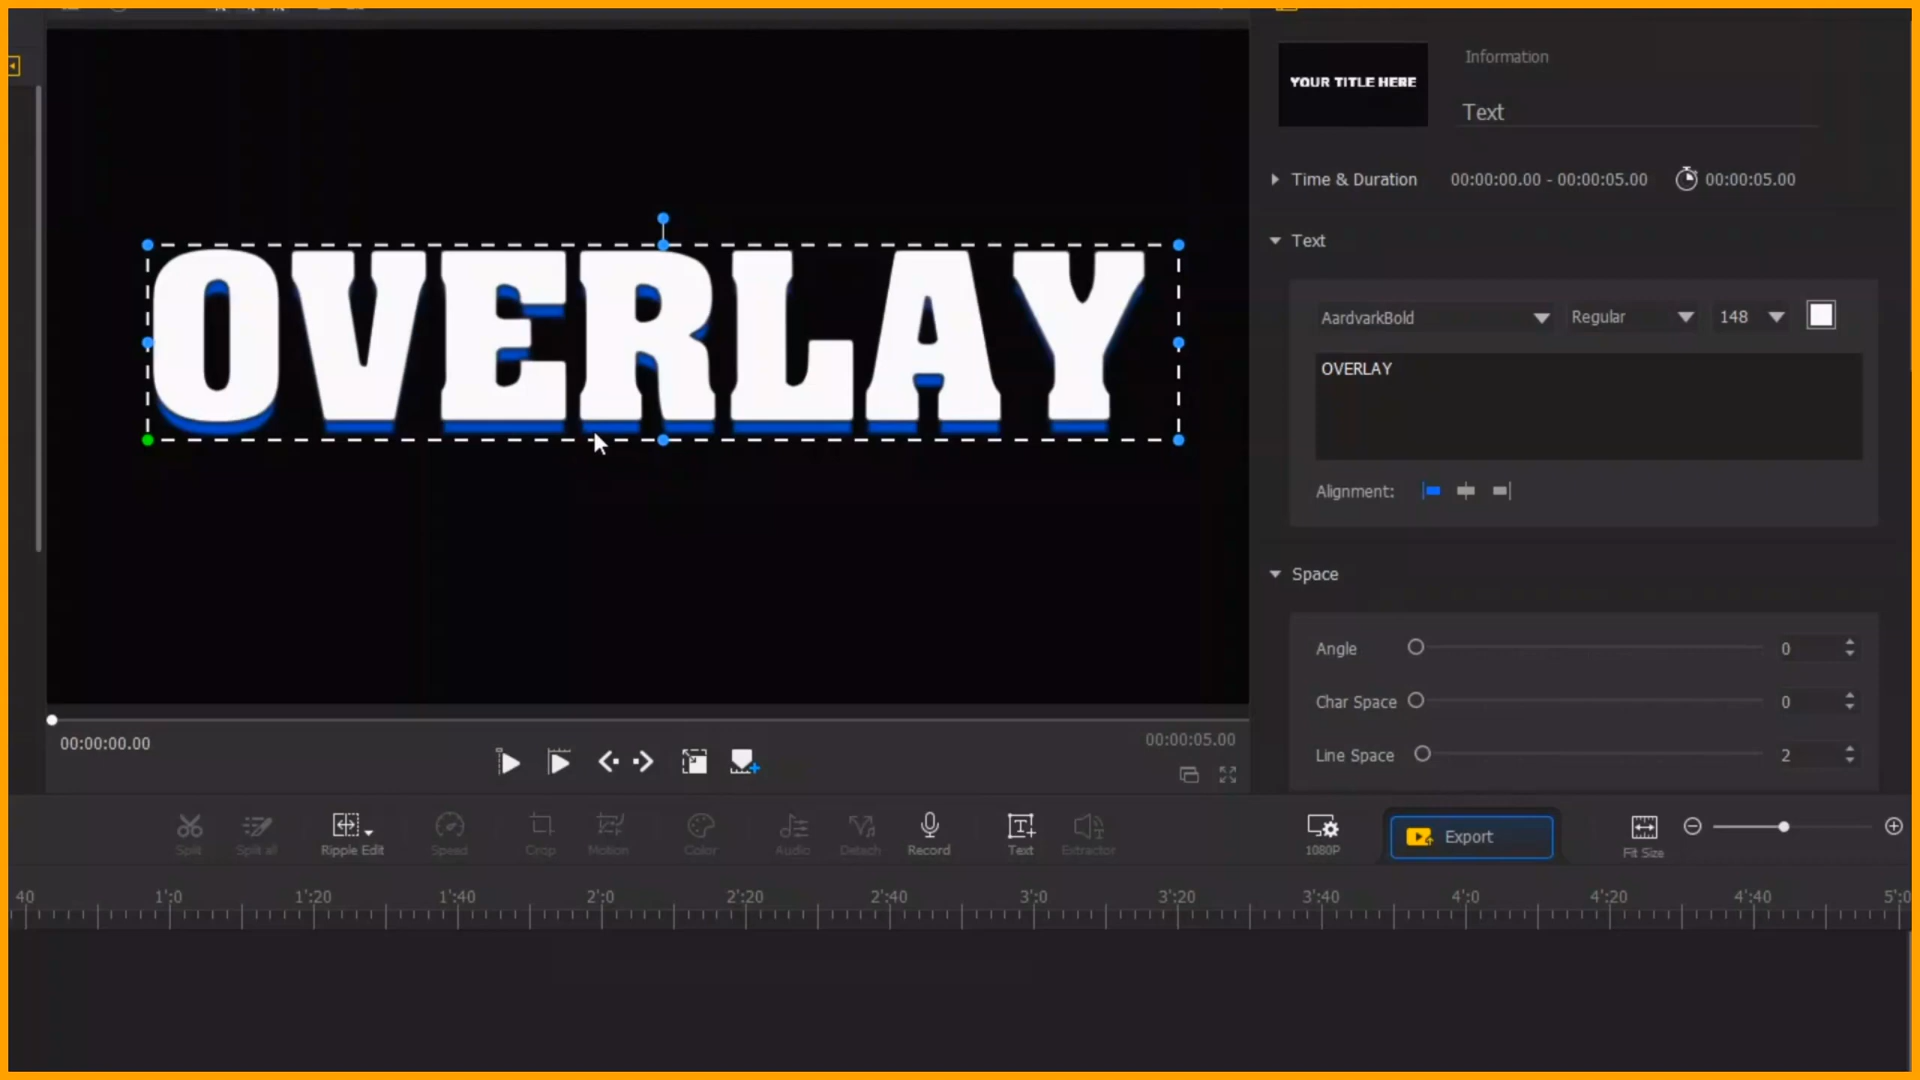 Information
YOUR TITLE HERE
Text
Time & Duration 00:00:00.00 - 00:00:05.00 00:00:05.00
Text
OVERLAY
AardvarkBold Regular 148
OVERLAY
Alignment:
Space
Angle 0
Char Space 0
Line Space 2
00:00:00.00 00:00:05.00
Split Split all Ripple Edit Speed Crop Motion Color Audio Detach Record Text Extractor 1080P Export Fit Size
40 1':0 1':20 1':40 2':0 2':20 2':40 3':0 3':20 3':40 4':0 4':20 4':40 5':0